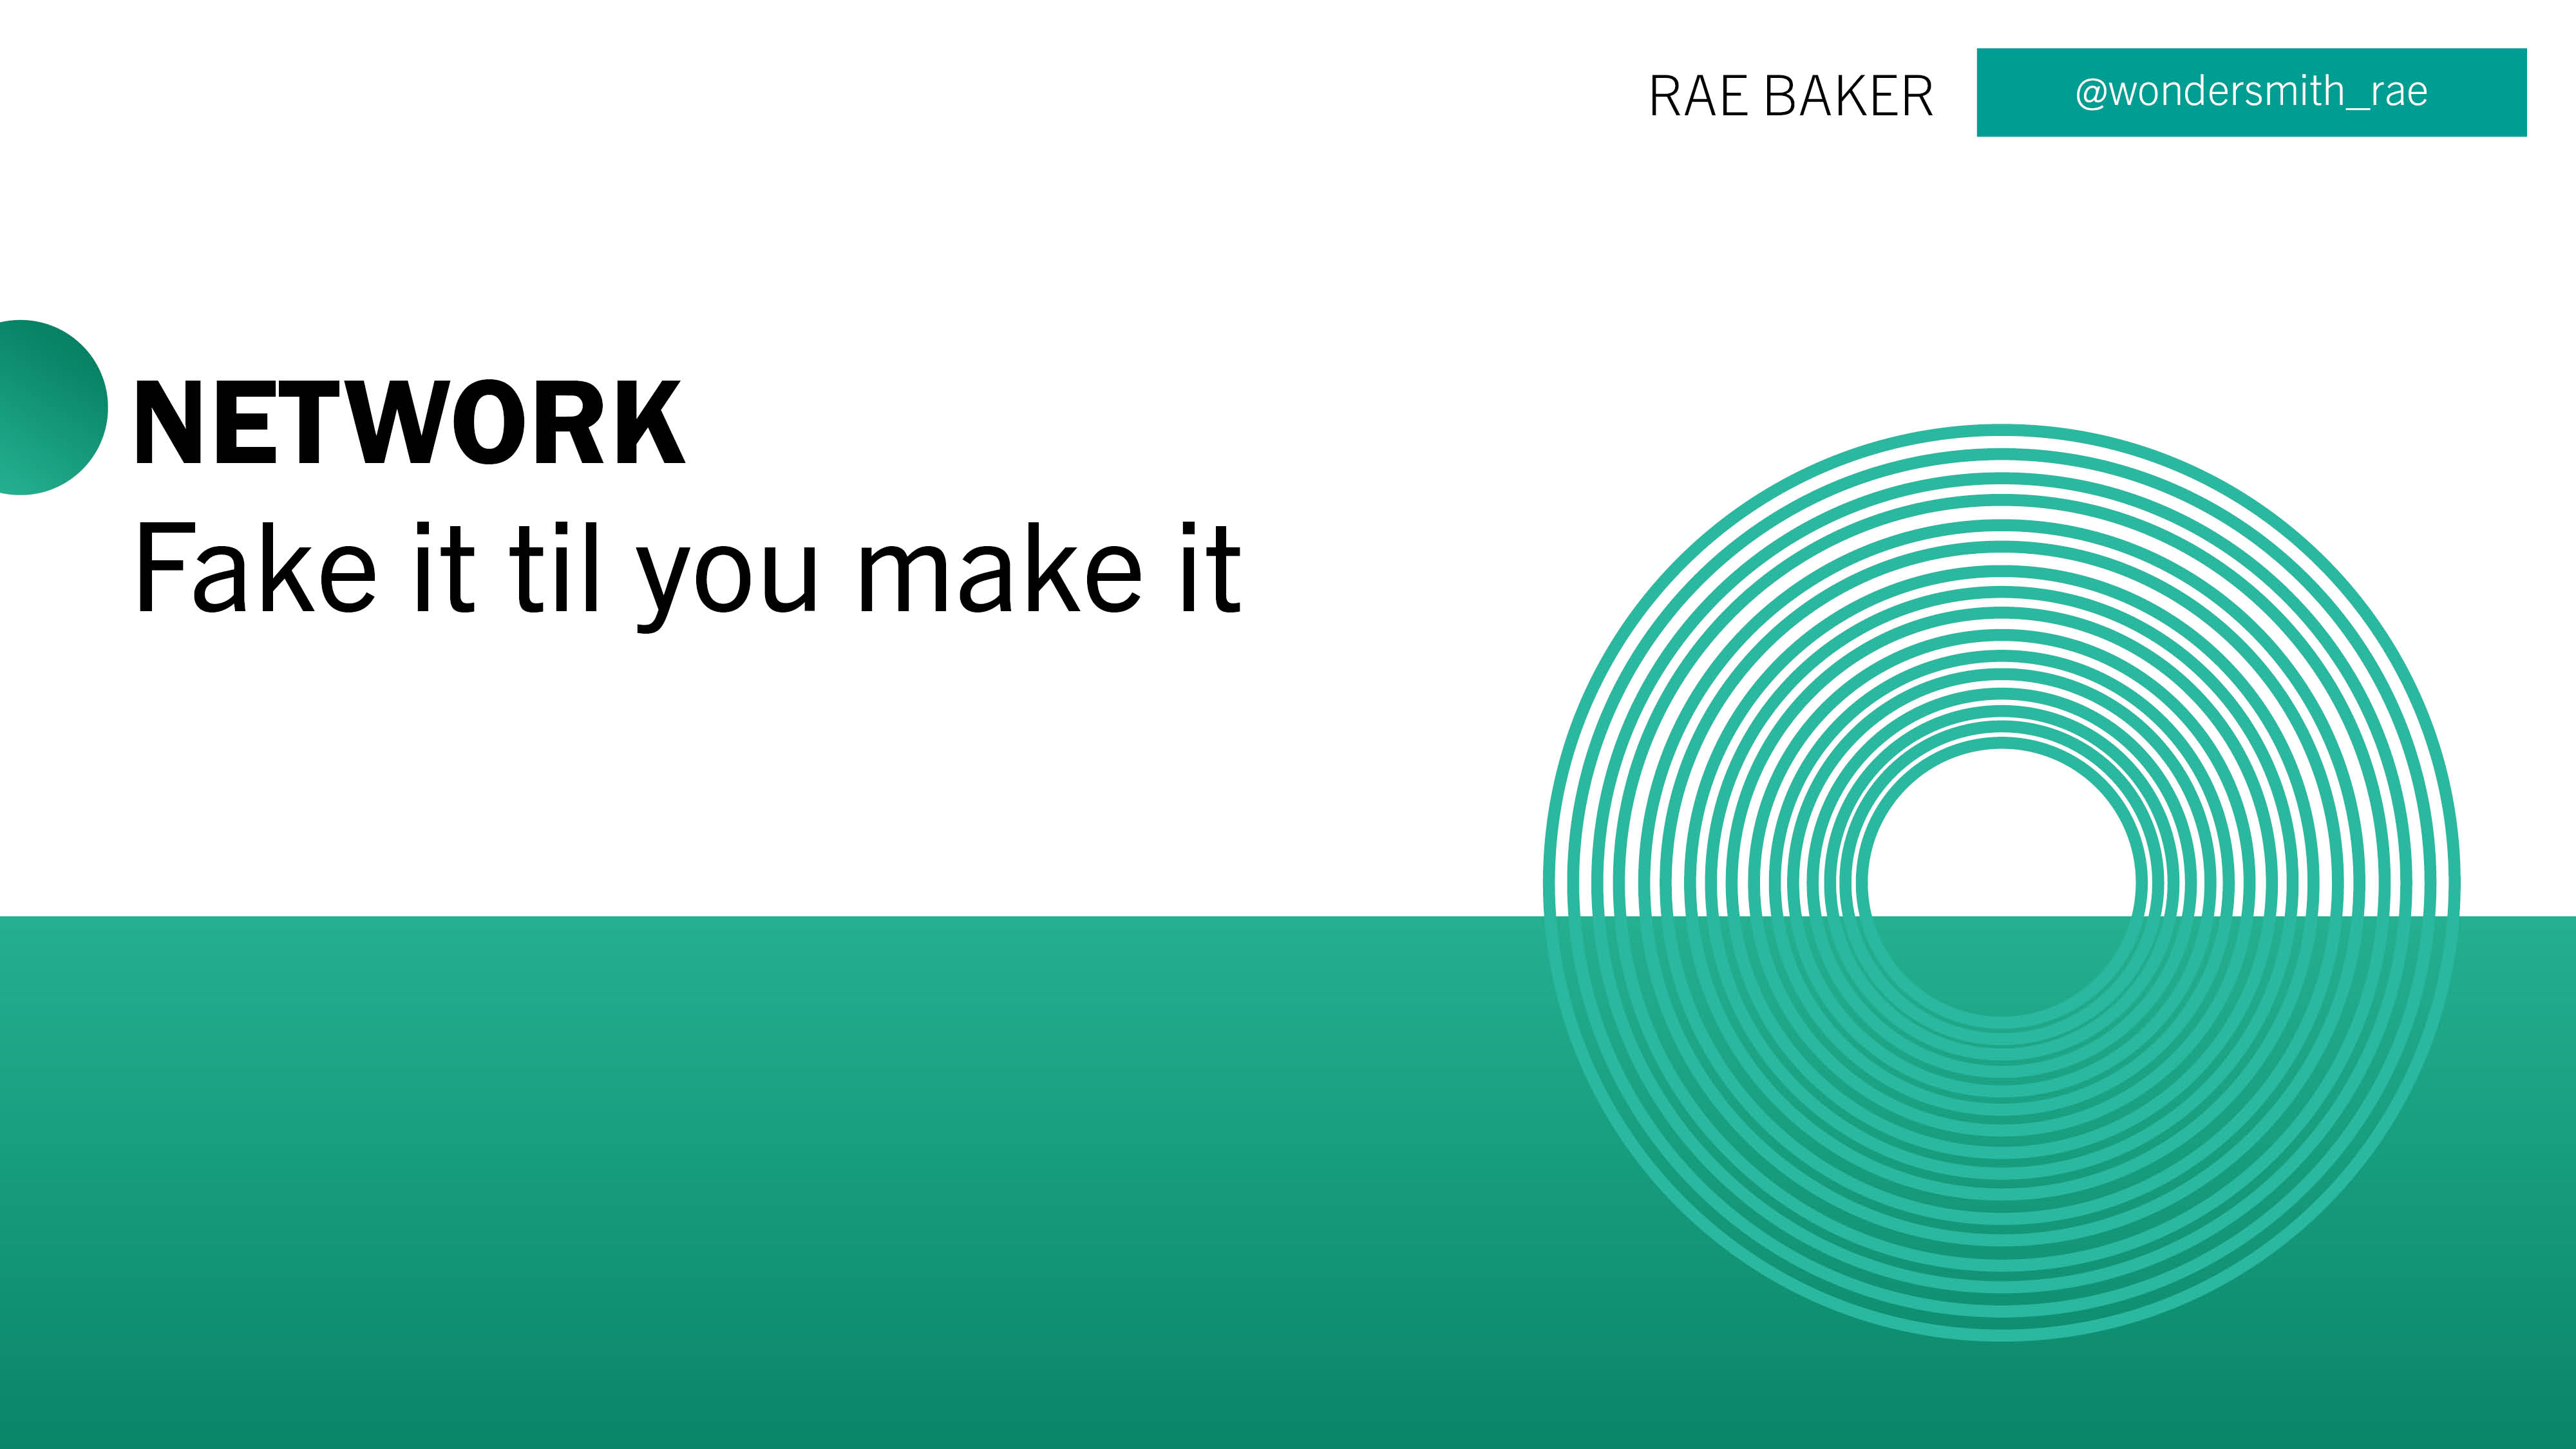 RAE BAKER
@wondersmith_rae
NETWORK
Fake it til you make it